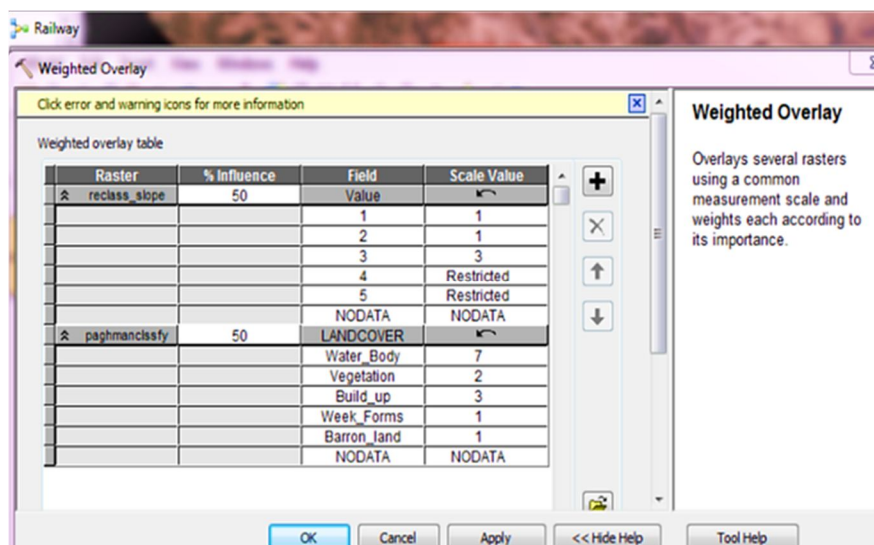 Railway
Weighted Overlay
View Window Help
Click error and warning icons for more information
Weighted overlay table
Raster % Influence Field Scale Value
reclass_slope 50 Value
1 1
2 1
3 3
4 Restricted
5 Restricted
NODATA NODATA
paghmanclssfy 50 LANDCOVER
Water_Body 7
Vegetation 2
Build_up 3
Week_Forms 1
Barron_land 1
NODATA NODATA
OK Cancel Apply << Hide Help Tool Help
Weighted Overlay
Overlays several rasters
using a common
measurement scale and
weights each according to
its importance.